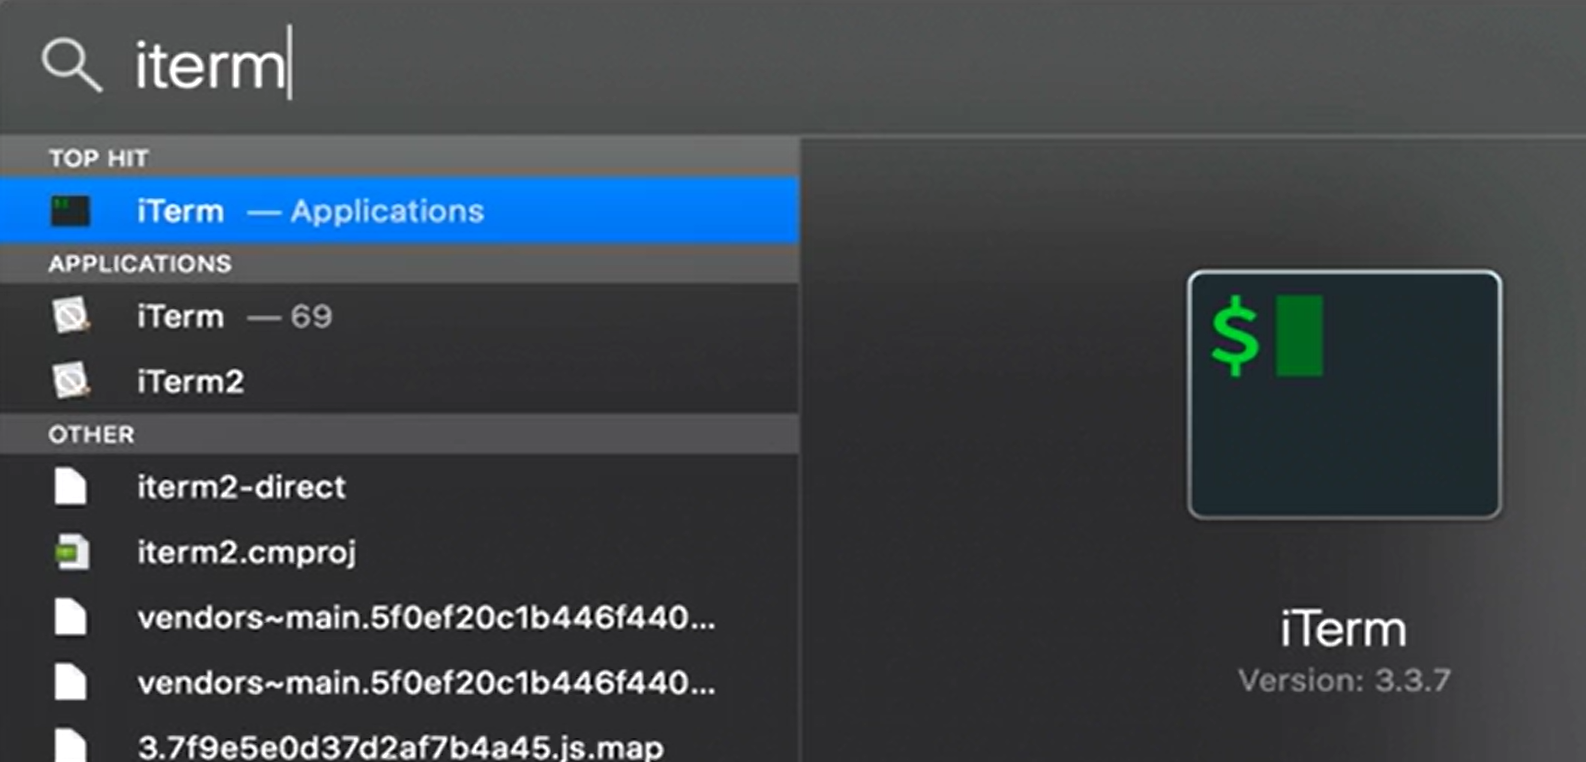 iterm
TOP HIT
iTerm — Applications
APPLICATIONS
iTerm — 69
iTerm2
OTHER
iterm2-direct
iterm2.cmproj
vendors~main.5f0ef20c1b446f440...
vendors~main.5f0ef20c1b446f440...
3.7f9e5e0d37d2af7b4a45.js.map
$
iTerm
Version: 3.3.7